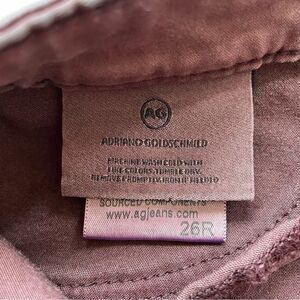 AG
ADRIANO GOLDSCHMIED
MACHINE WASH COLD WITH
LIKE COLORS. TUMBLE DRY.
REMOVE PROMPTLY. IRON IF NEEDED
SOURCED COMPONENTS
www.agjeans.com
26R